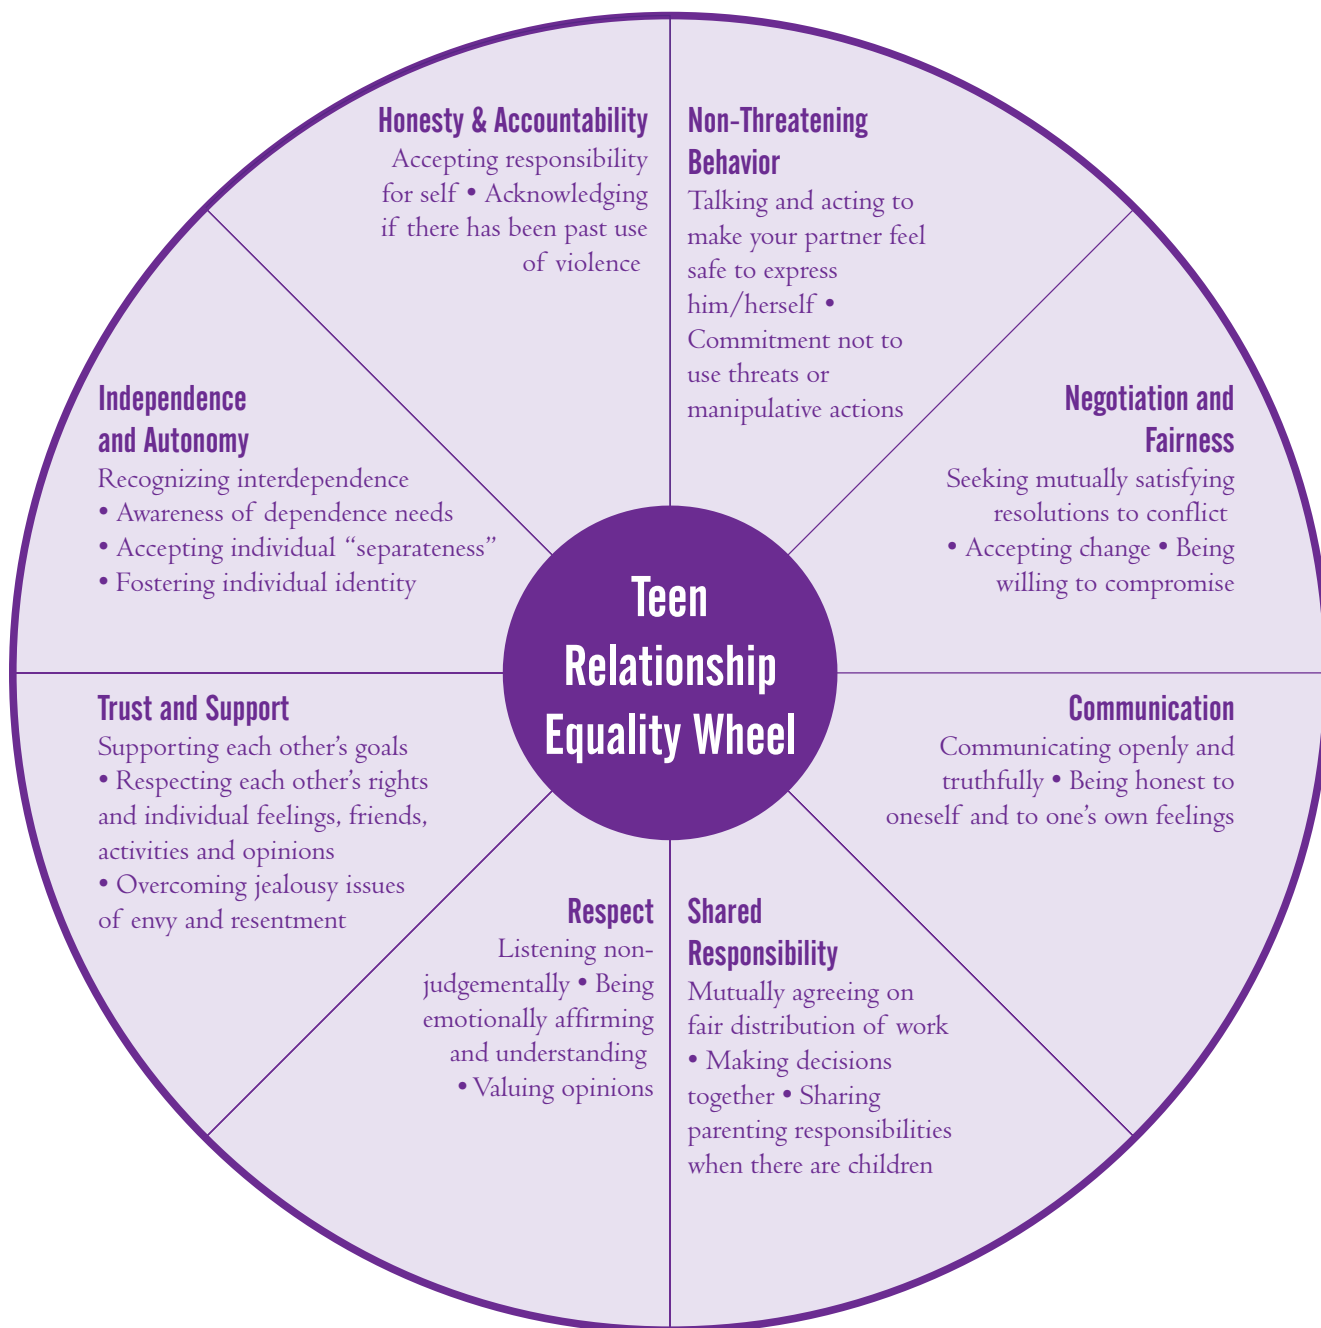 Honesty & Accountability
Accepting responsibility
for self • Acknowledging
if there has been past use
of violence
Non-Threatening
Behavior
Talking and acting to
make your partner feel
safe to express
him/herself •
Commitment not to
use threats or
manipulative actions
Negotiation and
Fairness
Seeking mutually satisfying
resolutions to conflict
• Accepting change • Being
willing to compromise
Communication
Communicating openly and
truthfully • Being honest to
oneself and to one’s own feelings
Shared
Responsibility
Mutually agreeing on
fair distribution of work
• Making decisions
together • Sharing
parenting responsibilities
when there are children
Respect
Listening non-
judgementally • Being
emotionally affirming
and understanding
• Valuing opinions
Trust and Support
Supporting each other’s goals
• Respecting each other’s rights
and individual feelings, friends,
activities and opinions
• Overcoming jealousy issues
of envy and resentment
Independence
and Autonomy
Recognizing interdependence
• Awareness of dependence needs
• Accepting individual “separateness”
• Fostering individual identity
Teen
Relationship
Equality Wheel